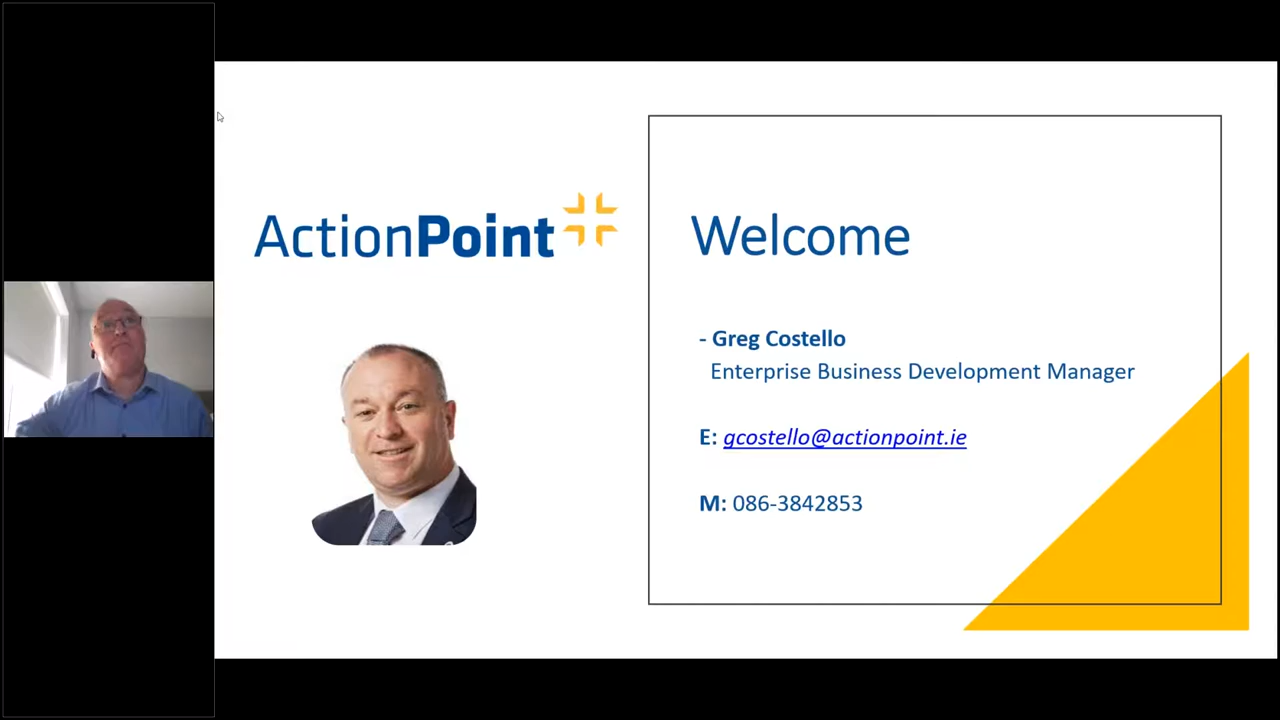 ActionPoint
Welcome
- Greg Costello
Enterprise Business Development Manager
E: gcostello@actionpoint.ie
M: 086-3842853